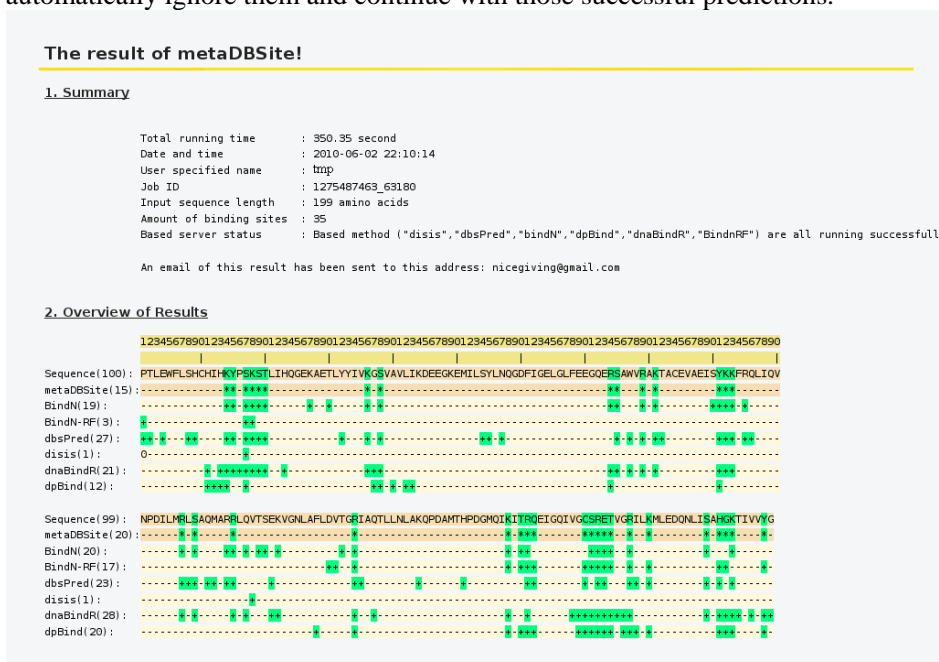 automatically ignore them and continue with those successful predictions.
The result of metaDBSite!
1. Summary
Total running time : 350.35 second
Date and time : 2010-06-02 22:10:14
User specified name : tmp
Job ID : 1275487463_63180
Input sequence length : 199 amino acids
Amount of binding sites : 35
Based server status : Based method ("disis","dbsPred","bindN","dpBind","dnaBindR","BindnRF") are all running successfull
An email of this result has been sent to this address: nicegiving@gmail.com
2. Overview of Results
1234567890123456789012345678901234567890123456789012345678901234567890123456789012345678901234567890
| | | | | | | | | |
Sequence(100): PTLEWFLSHCHIHKYPSKSTLIHQGEKAETLYYIVKGSVAVLIKDEEGKEMILSYLNQGDFIGELGLFEEGQERSAWVRAKTACEVAEISYKKFRQLIQV
metaDBSite(15):
BindN(19):
BindN-RF(3):
dbsPred(27):
disis(1):
dnaBindR(21):
dpBind(12):
Sequence(99): NPDILMRLSAQMARRLQVTSEKVGNLAFLDVTGRIAQTLLNLAKQPDAMTHPDGMQIKITRQEIGQIVGCSRETVGRILKMLEDQNLISAHGKTIVVYG
metaDBSite(20):
BindN(20):
BindN-RF(17):
dbsPred(23):
disis(1):
dnaBindR(28):
dpBind(20):